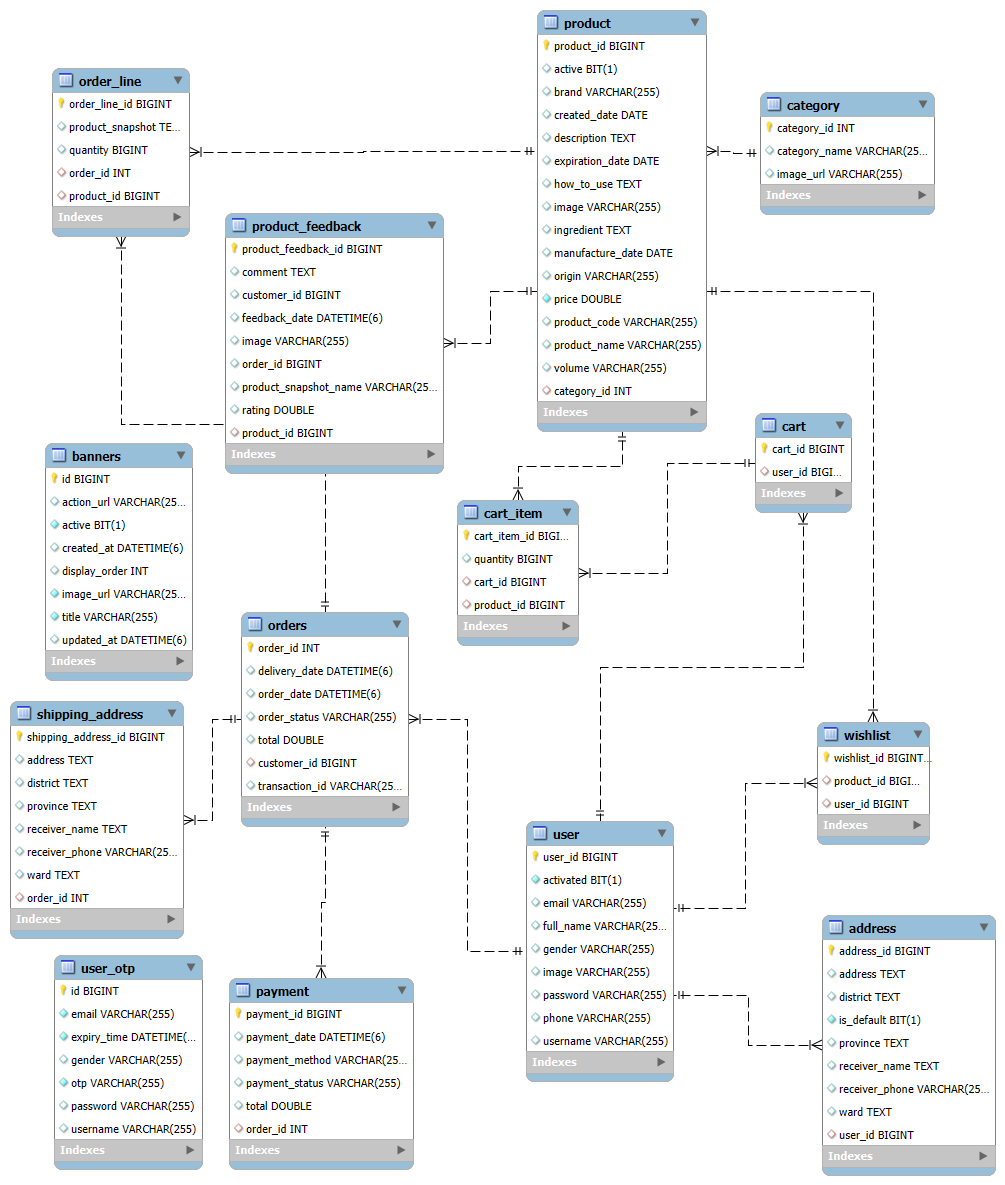 product
product_id BIGINT
active BIT(1)
brand VARCHAR(255)
created_date DATE
description TEXT
expiration_date DATE
how_to_use TEXT
image VARCHAR(255)
ingredient TEXT
manufacture_date DATE
origin VARCHAR(255)
price DOUBLE
product_code VARCHAR(255)
product_name VARCHAR(255)
volume VARCHAR(255)
category_id INT
Indexes
order_line
order_line_id BIGINT
product_snapshot TE...
quantity BIGINT
order_id INT
product_id BIGINT
Indexes
category
category_id INT
category_name VARCHAR(25...
image_url VARCHAR(255)
Indexes
product_feedback
product_feedback_id BIGINT
comment TEXT
customer_id BIGINT
feedback_date DATETIME(6)
image VARCHAR(255)
order_id BIGINT
product_snapshot_name VARCHAR(25...
rating DOUBLE
product_id BIGINT
Indexes
cart
cart_id BIGINT
user_id BIGI...
Indexes
banners
id BIGINT
action_url VARCHAR(25...
active BIT(1)
created_at DATETIME(6)
display_order INT
image_url VARCHAR(25...
title VARCHAR(255)
updated_at DATETIME(6)
Indexes
cart_item
cart_item_id BIGI...
quantity BIGINT
cart_id BIGINT
product_id BIGINT
Indexes
orders
order_id INT
delivery_date DATETIME(6)
order_date DATETIME(6)
order_status VARCHAR(255)
total DOUBLE
customer_id BIGINT
transaction_id VARCHAR(25...
Indexes
shipping_address
shipping_address_id BIGINT
address TEXT
district TEXT
province TEXT
receiver_name TEXT
receiver_phone VARCHAR(25...
ward TEXT
order_id INT
Indexes
wishlist
wishlist_id BIGINT...
product_id BIGI...
user_id BIGINT
Indexes
user
user_id BIGINT
activated BIT(1)
email VARCHAR(255)
full_name VARCHAR(25...
gender VARCHAR(255)
image VARCHAR(255)
password VARCHAR(255)
phone VARCHAR(255)
username VARCHAR(255)
Indexes
address
address_id BIGINT
address TEXT
district TEXT
is_default BIT(1)
province TEXT
receiver_name TEXT
receiver_phone VARCHAR(25...
ward TEXT
user_id BIGINT
Indexes
user_otp
id BIGINT
email VARCHAR(255)
expiry_time DATETIME(...
gender VARCHAR(255)
otp VARCHAR(255)
password VARCHAR(255)
username VARCHAR(255)
Indexes
payment
payment_id BIGINT
payment_date DATETIME(6)
payment_method VARCHAR(25...
payment_status VARCHAR(255)
total DOUBLE
order_id INT
Indexes